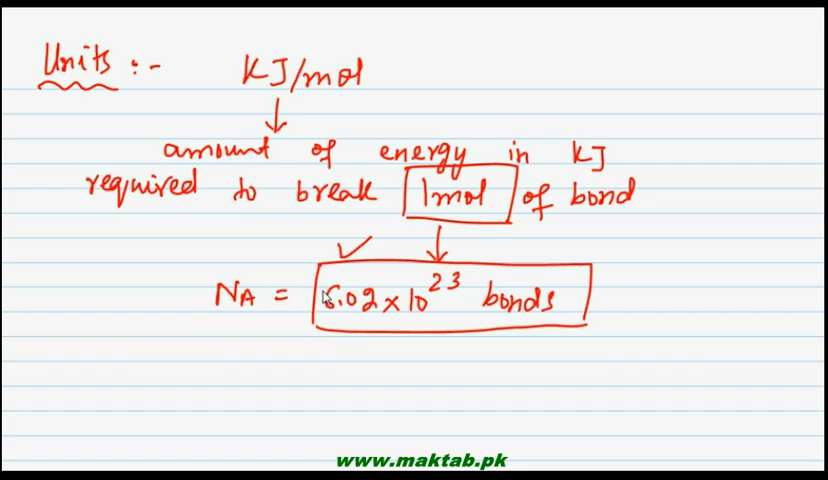 Units :-
KJ/mol
amount of energy in KJ
required to break 1mol of bond
NA = 6.02 x 10^23 bonds
www.maktab.pk